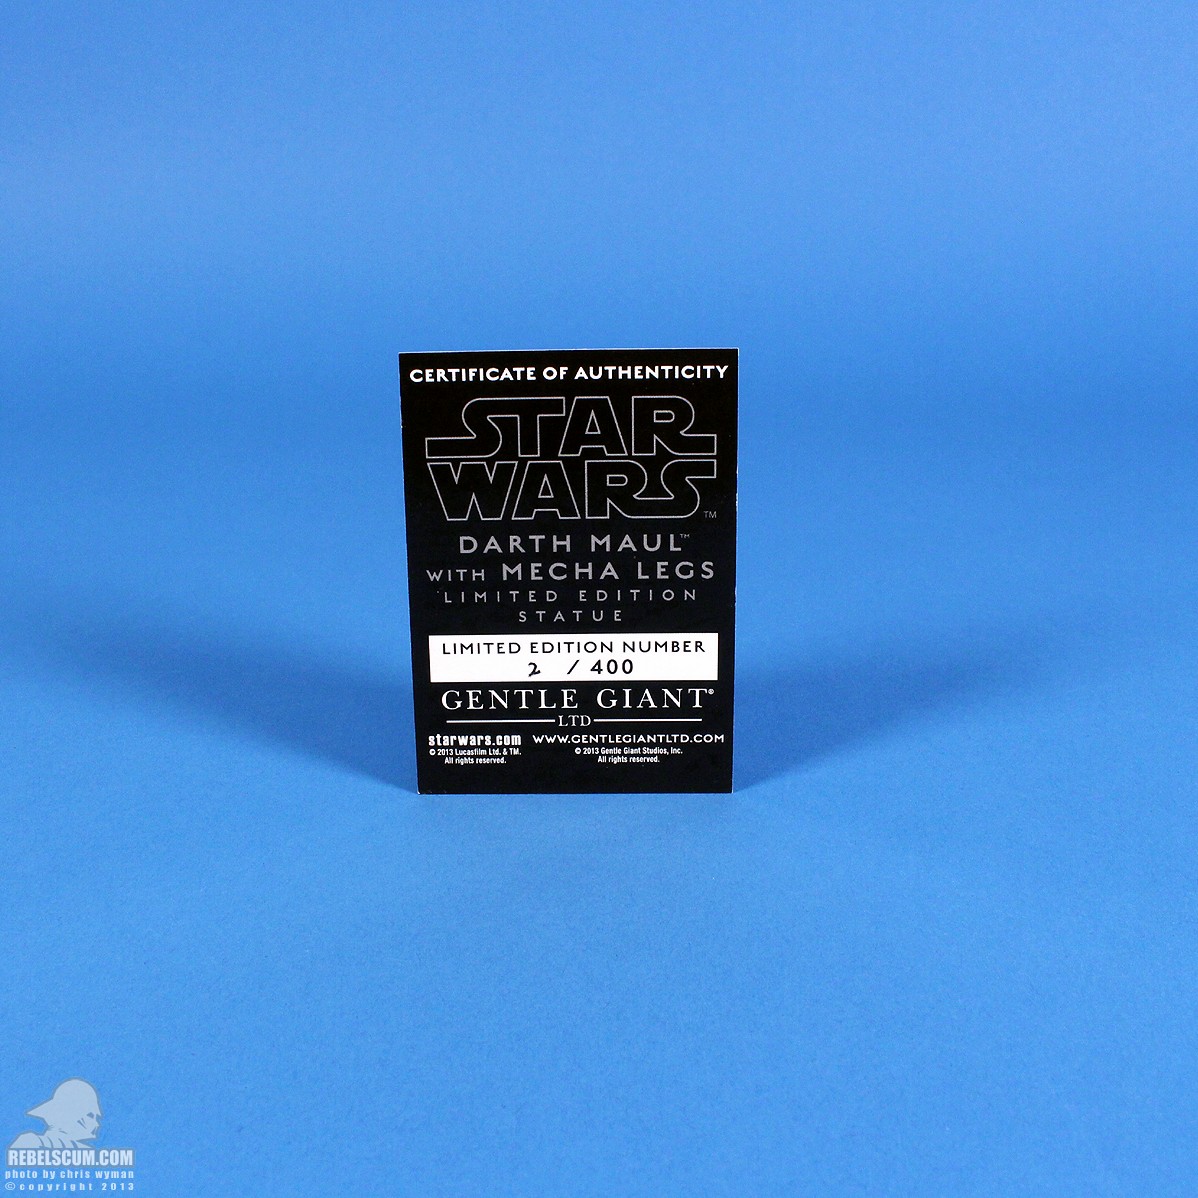 CERTIFICATE OF AUTHENTICITY
STAR
WARS™
DARTH MAUL™
WITH MECHA LEGS
LIMITED EDITION
STATUE
LIMITED EDITION NUMBER
2 / 400
GENTLE GIANT®
LTD
starwars.com WWW.GENTLEGIANTLTD.COM
© 2013 Lucasfilm Ltd. & TM. © 2013 Gentle Giant Studios, Inc.
All rights reserved. All rights reserved.
REBELSCUM.COM
photo by chris wyman
© copyright 2013